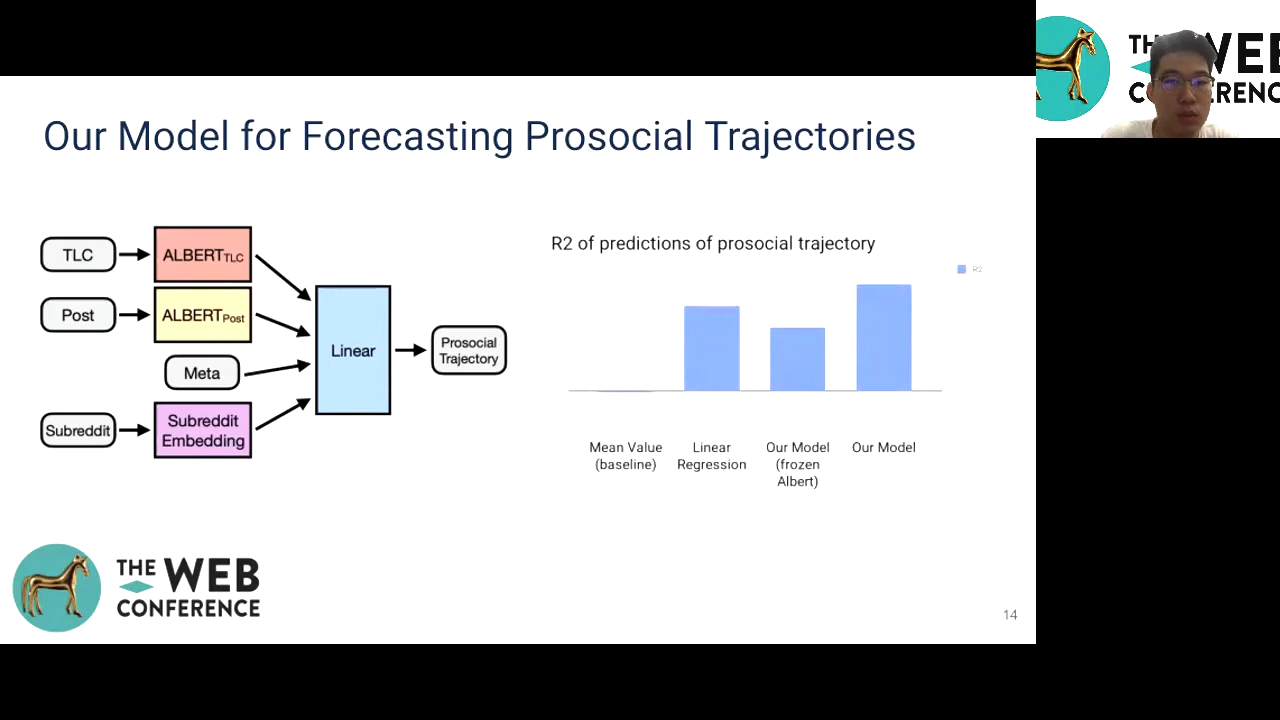 Our Model for Forecasting Prosocial Trajectories
TLC
ALBERTTLC
Post
ALBERTPost
Meta
Subreddit
Subreddit
Embedding
Linear
Prosocial
Trajectory
R2 of predictions of prosocial trajectory
R2
Mean Value
(baseline)
Linear
Regression
Our Model
(frozen
Albert)
Our Model
THE WEB
CONFERENCE
14